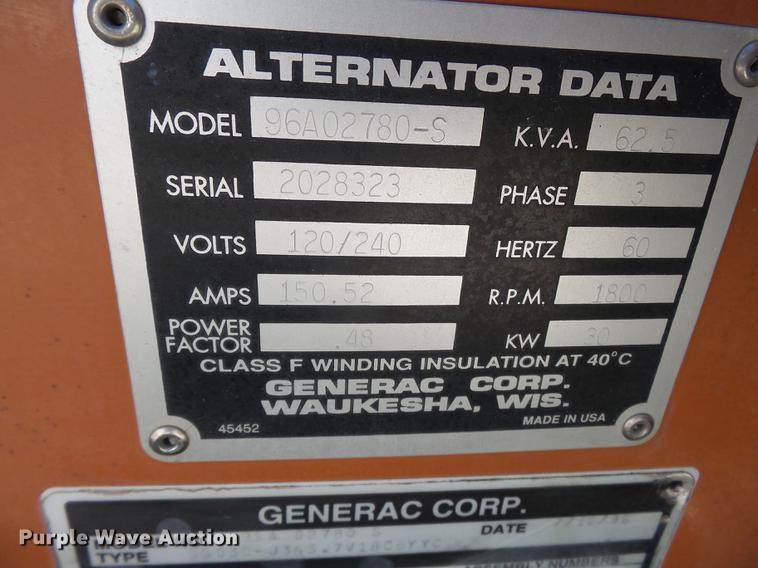 ALTERNATOR DATA
MODEL 96A02780-S K.V.A. 62.5
SERIAL 2028323 PHASE 3
VOLTS 120/240 HERTZ 60
AMPS 150.52 R.P.M. 1800
POWER FACTOR .48 KW 30
CLASS F WINDING INSULATION AT 40°C
GENERAC CORP.
WAUKESHA, WIS.
45452 MADE IN USA
GENERAC CORP.
DATE
TYPE
ASSEMBLY NUMBERS
Purple Wave Auction